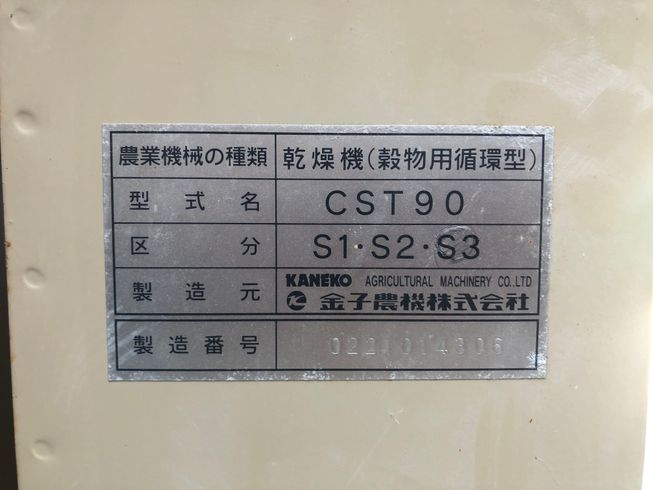 農業機械の種類 乾燥機(穀物用循環型)
型式名 CST90
区分 S1・S2・S3
製造元 KANEKO AGRICULTURAL MACHINERY CO.,LTD
金子農機株式会社
製造番号